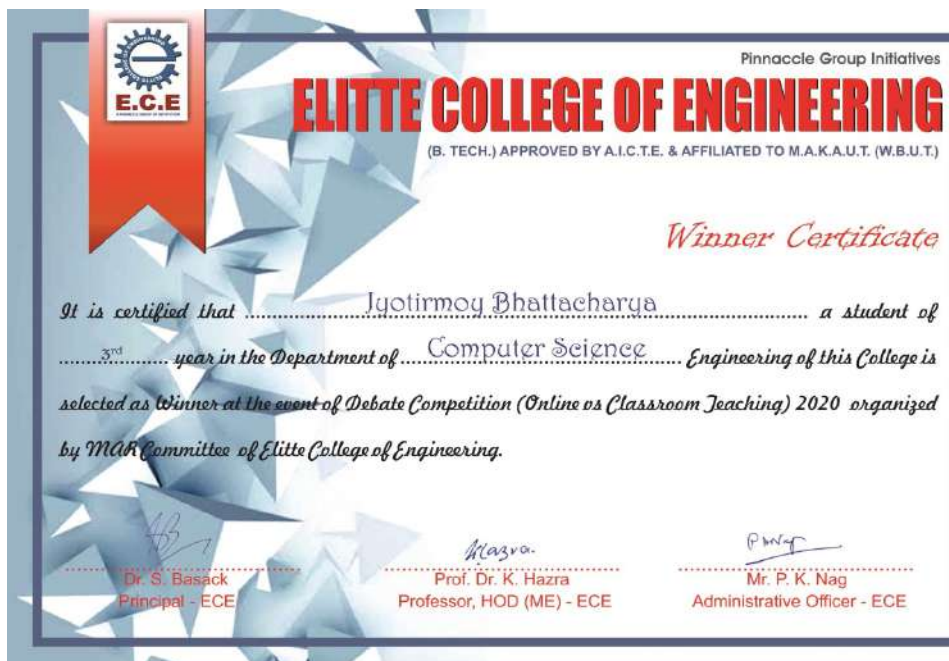 E.C.E
Pinnaccle Group Initiatives
ELITTE COLLEGE OF ENGINEERING
(B. TECH.) APPROVED BY A.I.C.T.E. & AFFILIATED TO M.A.K.A.U.T. (W.B.U.T.)
Winner Certificate
It is certified that Jyotirmoy Bhattacharya a student of
3rd year in the Department of Computer Science Engineering of this College is
selected as Winner at the event of Debate Competition (Online vs Classroom Teaching) 2020 organized
by MAR Committee of Elitte College of Engineering.
Hazra
Dr. S. Basack
Prof. Dr. K. Hazra
Mr. P. K. Nag
Principal - ECE
Professor, HOD (ME) - ECE
Administrative Officer - ECE